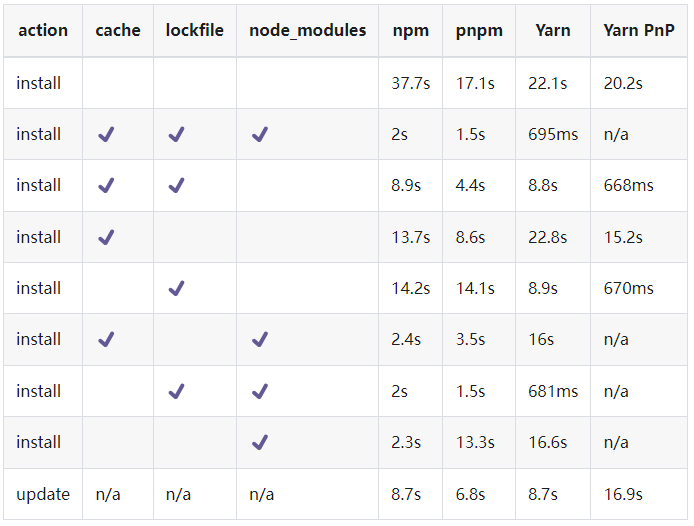 action cache lockfile node_modules npm pnpm Yarn Yarn PnP
install 37.7s 17.1s 22.1s 20.2s
install ✔ ✔ ✔ 2s 1.5s 695ms n/a
install ✔ ✔ 8.9s 4.4s 8.8s 668ms
install ✔ 13.7s 8.6s 22.8s 15.2s
install ✔ 14.2s 14.1s 8.9s 670ms
install ✔ ✔ 2.4s 3.5s 16s n/a
install ✔ ✔ 2s 1.5s 681ms n/a
install ✔ 2.3s 13.3s 16.6s n/a
update n/a n/a n/a 8.7s 6.8s 8.7s 16.9s